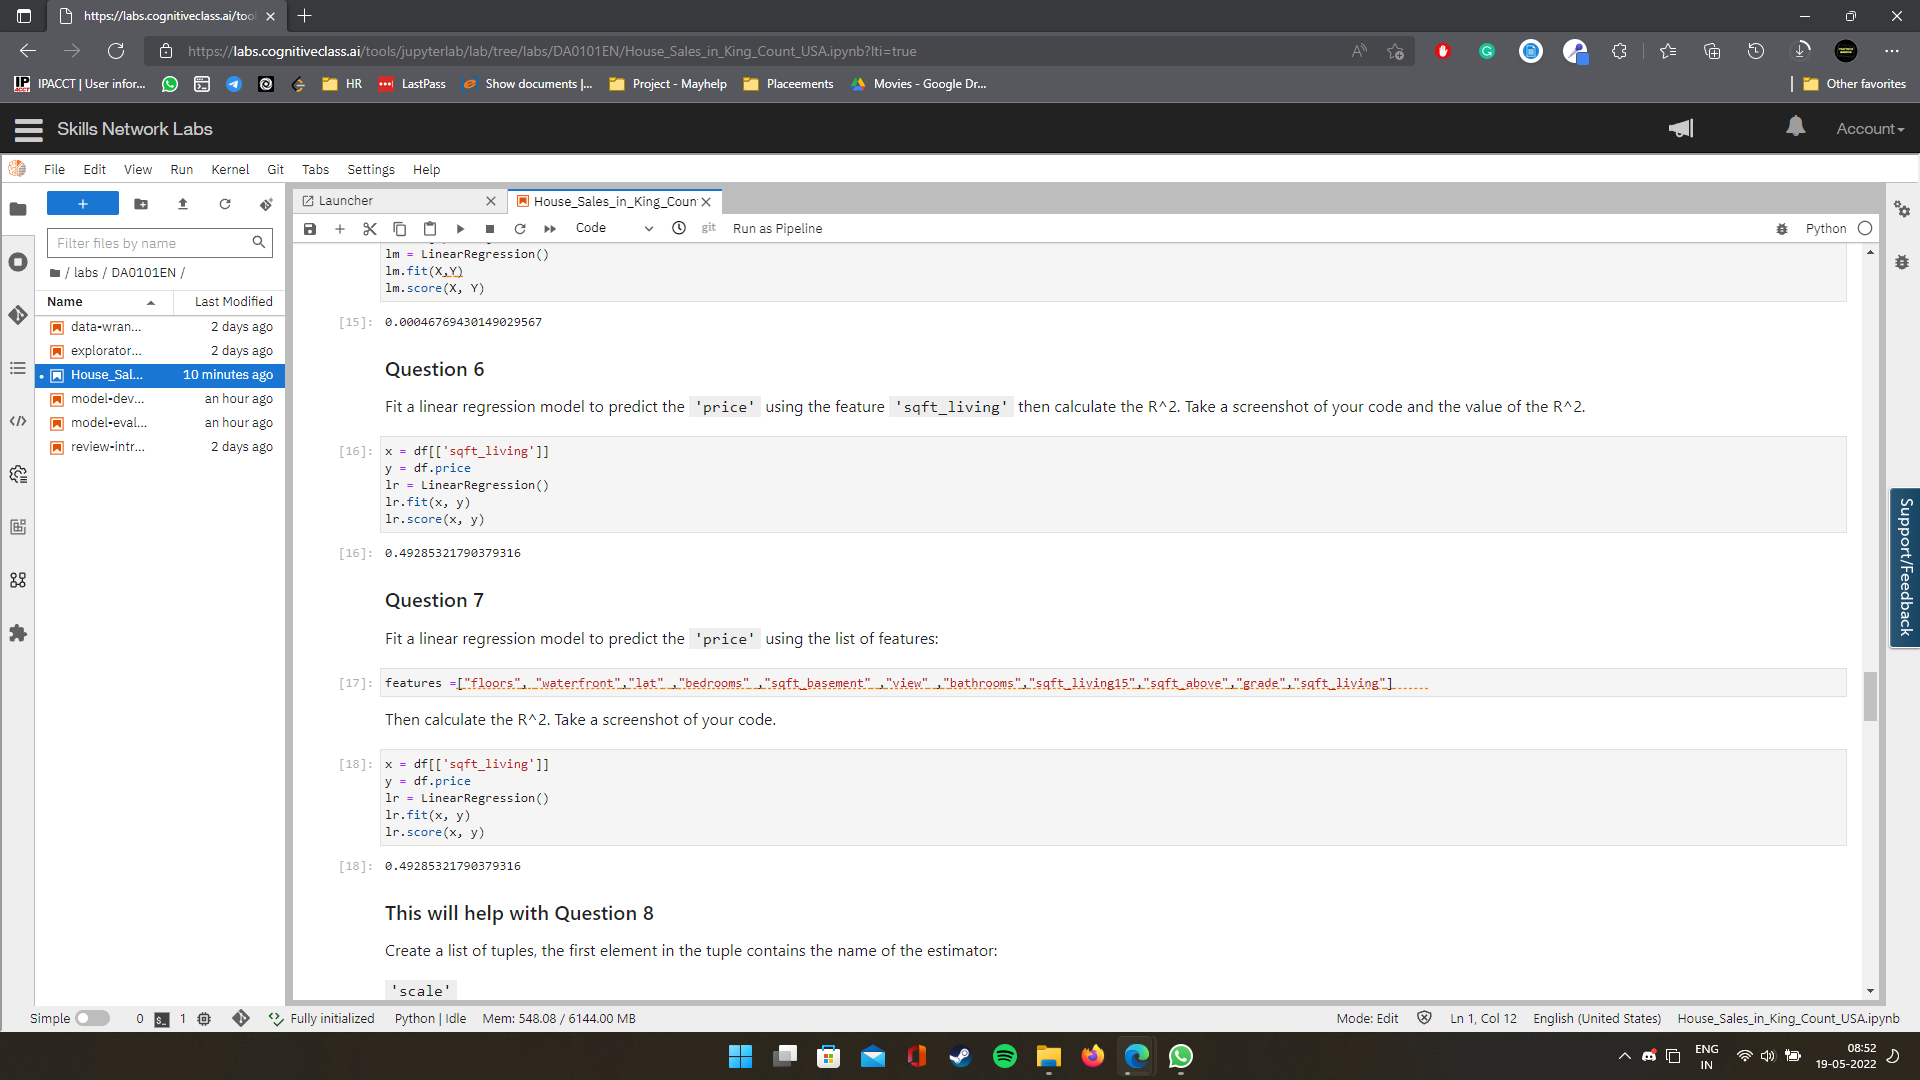 https://labs.cognitiveclass.ai/too
https://labs.cognitiveclass.ai/tools/jupyterlab/lab/tree/labs/DA0101EN/House_Sales_in_King_Count_USA.ipynb?lti=true
IPACCT | User infor...
HR
LastPass
Show documents |...
Project - Mayhelp
Placeements
Movies - Google Dr...
Other favorites
Skills Network Labs
Account
File Edit View Run Kernel Git Tabs Settings Help
Launcher
House_Sales_in_King_Coun
Filter files by name
Code
git
Run as Pipeline
Python
/ labs / DA0101EN /
Name
Last Modified
data-wran... 2 days ago
explorator... 2 days ago
House_Sal... 10 minutes ago
model-dev... an hour ago
model-eval... an hour ago
review-intr... 2 days ago
lm = LinearRegression()
lm.fit(X,Y)
lm.score(X, Y)
[15]: 0.00046769430149029567
Question 6
Fit a linear regression model to predict the 'price' using the feature 'sqft_living' then calculate the R^2. Take a screenshot of your code and the value of the R^2.
[16]: x = df[['sqft_living']]
y = df.price
lr = LinearRegression()
lr.fit(x, y)
lr.score(x, y)
[16]: 0.49285321790379316
Question 7
Fit a linear regression model to predict the 'price' using the list of features:
[17]: features =["floors", "waterfront","lat" ,"bedrooms" ,"sqft_basement" ,"view" ,"bathrooms","sqft_living15","sqft_above","grade","sqft_living"]
Then calculate the R^2. Take a screenshot of your code.
[18]: x = df[['sqft_living']]
y = df.price
lr = LinearRegression()
lr.fit(x, y)
lr.score(x, y)
[18]: 0.49285321790379316
This will help with Question 8
Create a list of tuples, the first element in the tuple contains the name of the estimator:
'scale'
Support/Feedback
Simple
0
1
Fully initialized
Python | Idle
Mem: 548.08 / 6144.00 MB
Mode: Edit
Ln 1, Col 12
English (United States)
House_Sales_in_King_Count_USA.ipynb
ENG
IN
08:52
19-05-2022